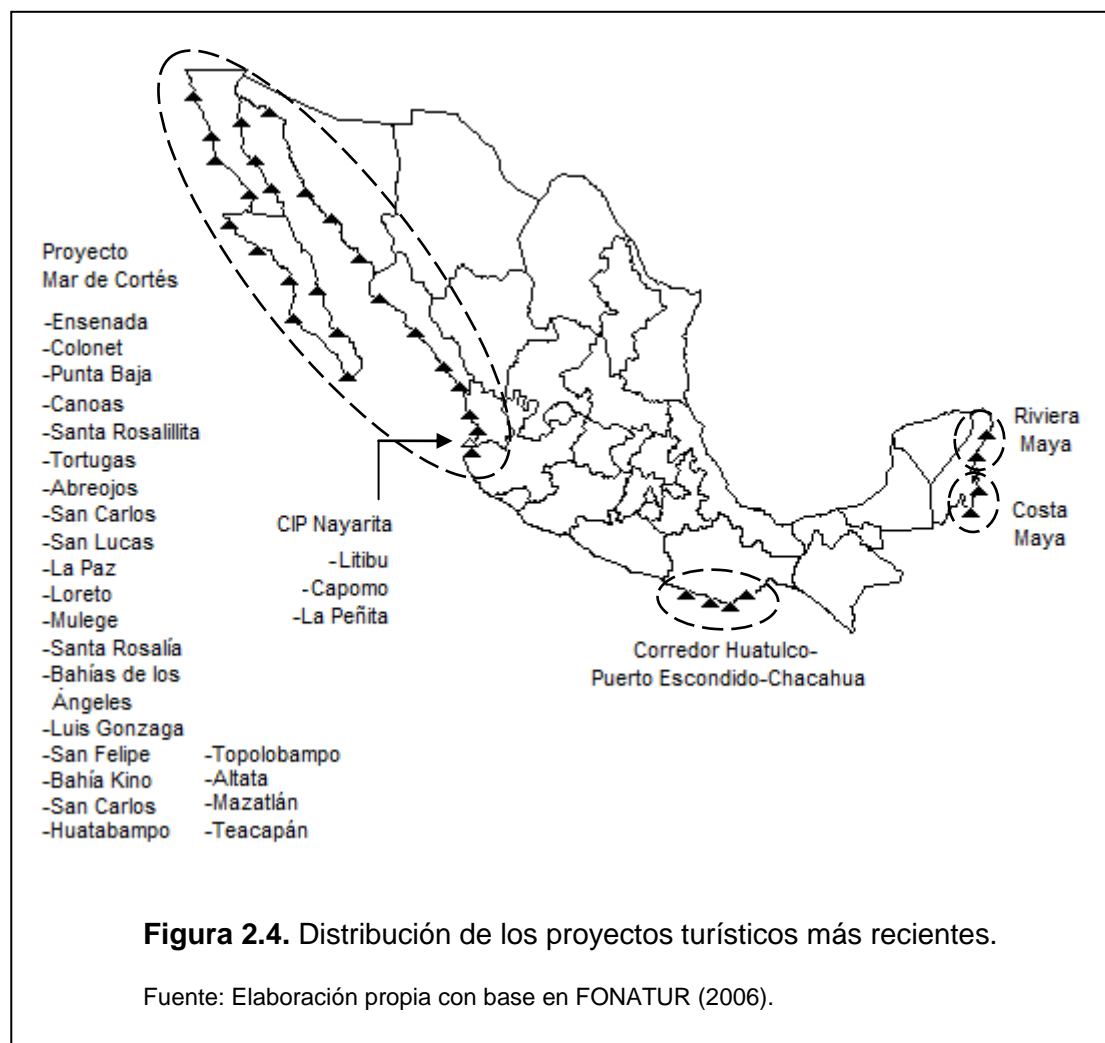 Proyecto
Mar de Cortés
-Ensenada
-Colonet
-Punta Baja
-Canoas
-Santa Rosalillita
-Tortugas
-Abreojos
-San Carlos
-San Lucas
-La Paz
-Loreto
-Mulege
-Santa Rosalía
-Bahías de los
Ángeles
-Luis Gonzaga
-San Felipe
-Bahía Kino
-San Carlos
-Huatabampo
-Topolobampo
-Altata
-Mazatlán
-Teacapán
CIP Nayarita
-Litibu
-Capomo
-La Peñita
Corredor Huatulco-
Puerto Escondido-Chacahua
Riviera
Maya
Costa
Maya
Figura 2.4. Distribución de los proyectos turísticos más recientes.
Fuente: Elaboración propia con base en FONATUR (2006).